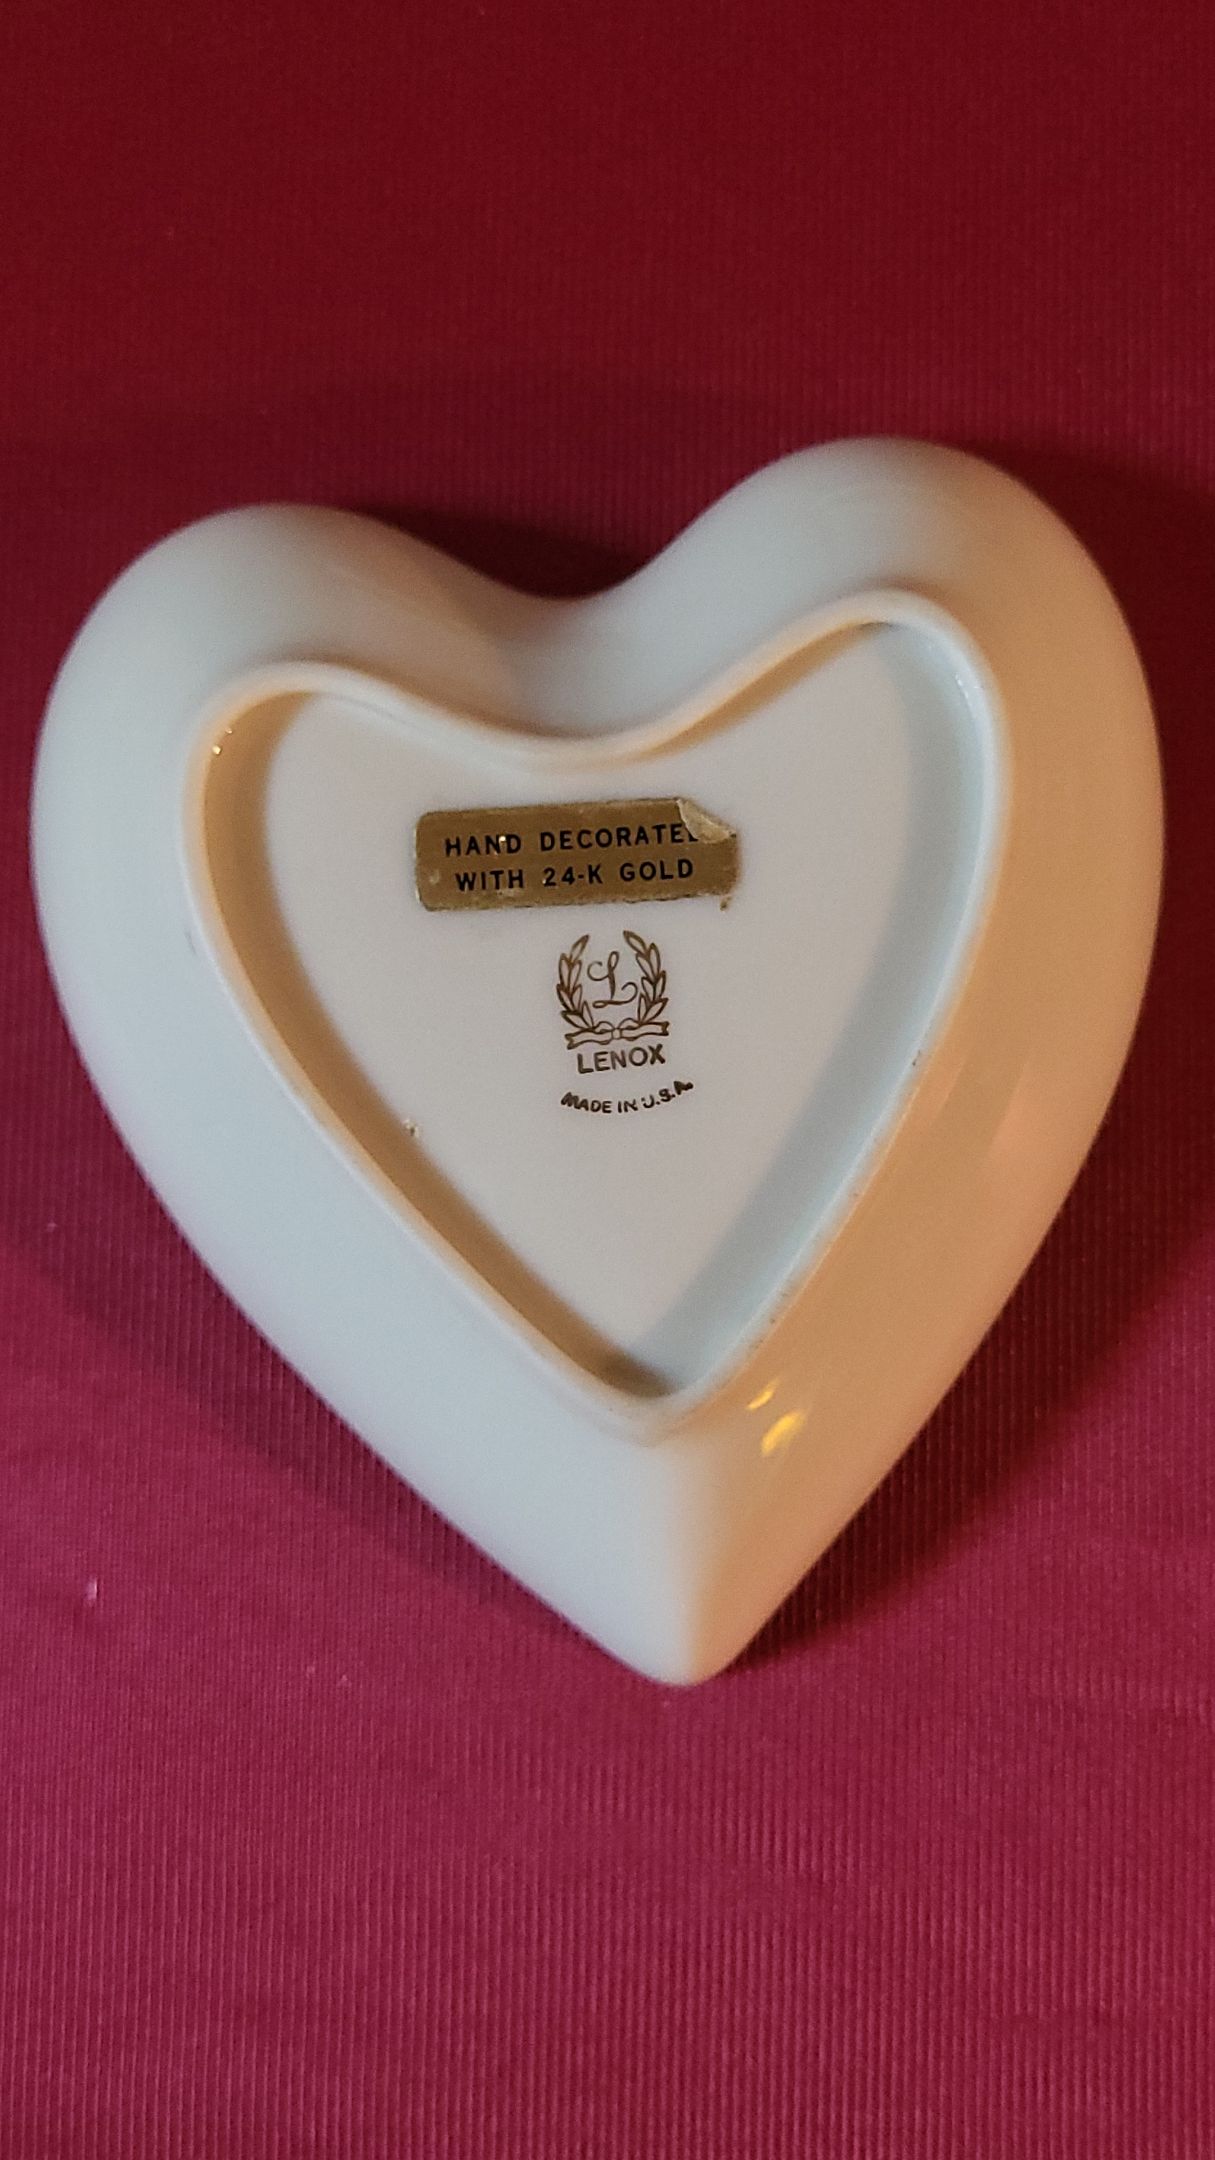 HAND DECORATED
WITH 24-K GOLD
L
LENOX
MADE IN U.S.A.